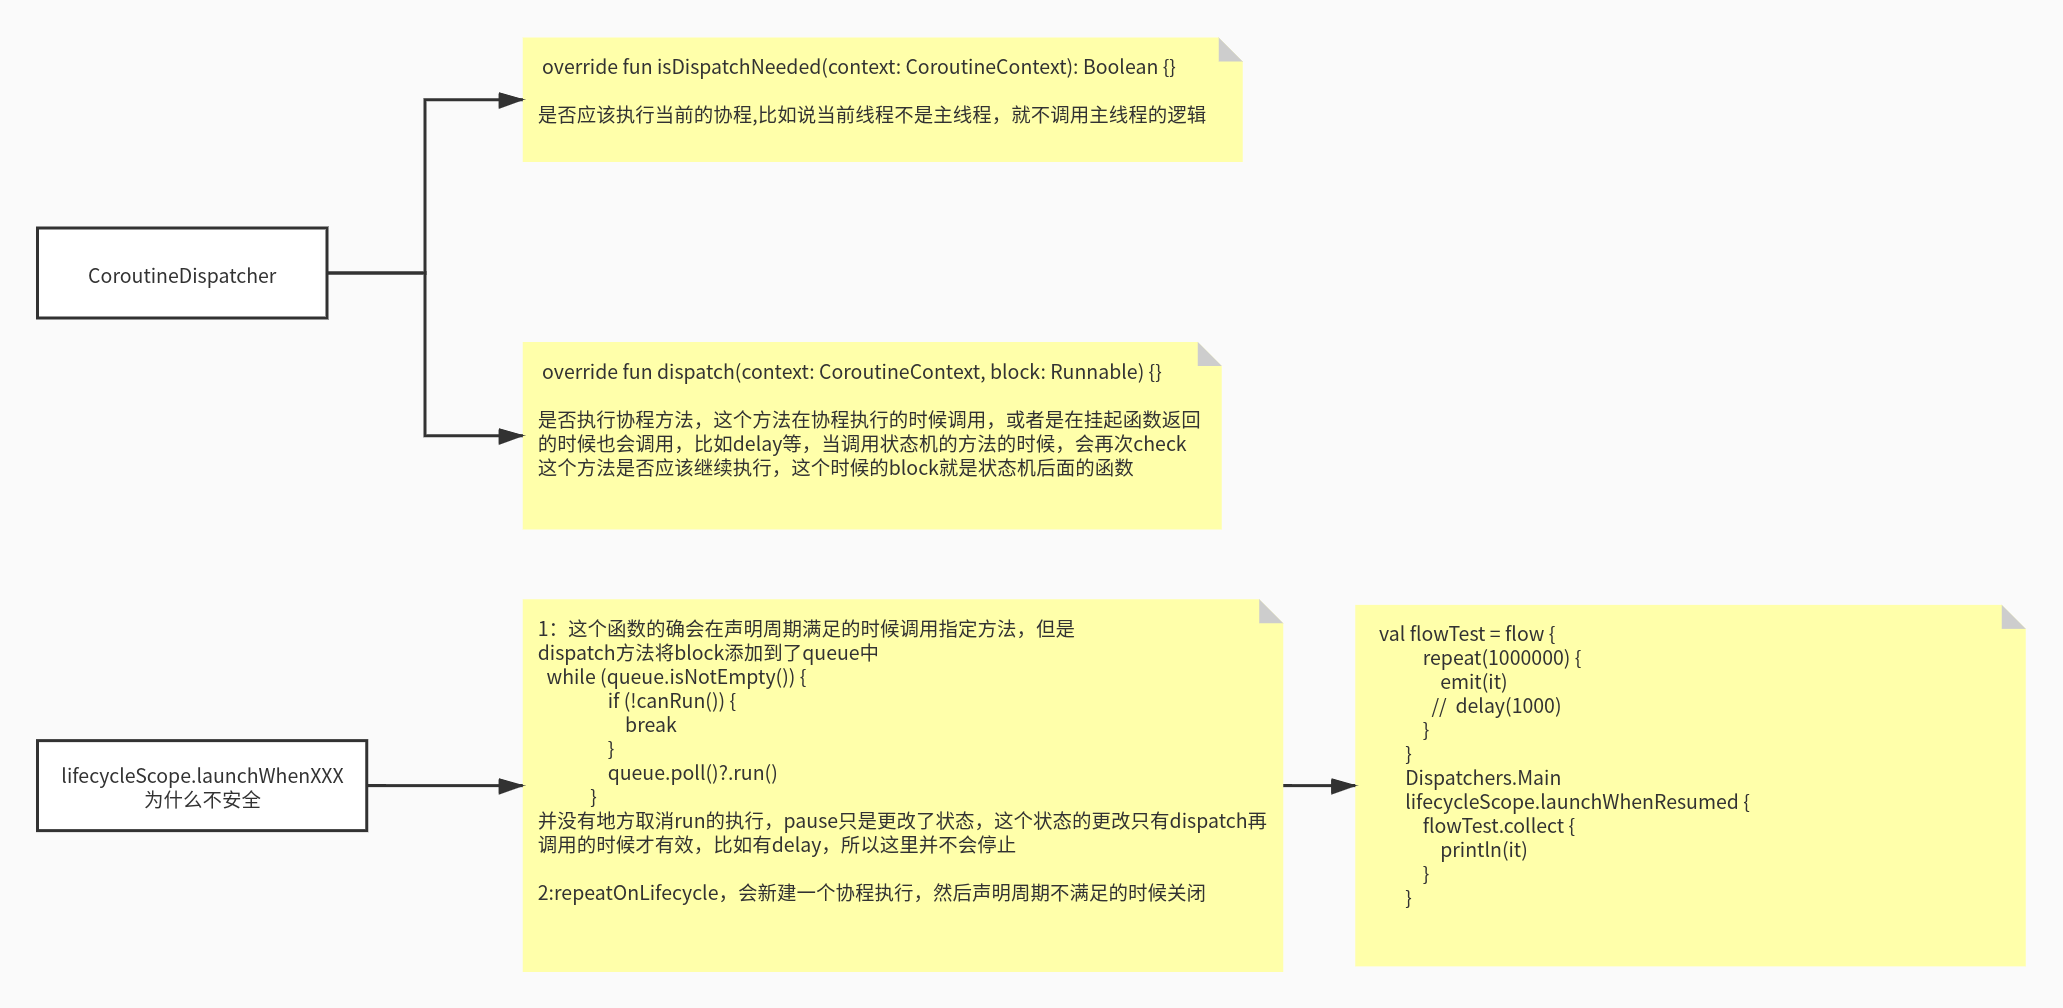 override fun isDispatchNeeded(context: CoroutineContext): Boolean {}
是否应该执行当前的协程,比如说当前线程不是主线程，就不调用主线程的逻辑
CoroutineDispatcher
override fun dispatch(context: CoroutineContext, block: Runnable) {}
是否执行协程方法，这个方法在协程执行的时候调用，或者是在挂起函数返回
的时候也会调用，比如delay等，当调用状态机的方法的时候，会再次check
这个方法是否应该继续执行，这个时候的block就是状态机后面的函数
lifecycleScope.launchWhenXXX
为什么不安全
1：这个函数的确会在声明周期满足的时候调用指定方法，但是
dispatch方法将block添加到了queue中
while (queue.isNotEmpty()) {
if (!canRun()) {
break
}
queue.poll()?.run()
}
并没有地方取消run的执行，pause只是更改了状态，这个状态的更改只有dispatch再
调用的时候才有效，比如有delay，所以这里并不会停止
2:repeatOnLifecycle，会新建一个协程执行，然后声明周期不满足的时候关闭
val flowTest = flow {
repeat(1000000) {
emit(it)
// delay(1000)
}
}
Dispatchers.Main
lifecycleScope.launchWhenResumed {
flowTest.collect {
println(it)
}
}